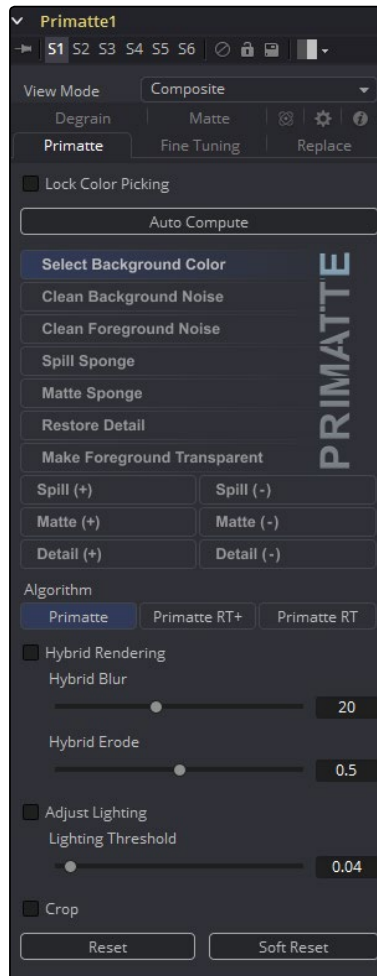 Primatte1
S1 S2 S3 S4 S5 S6
View Mode Composite
Degrain Matte
Primatte Fine Tuning Replace
Lock Color Picking
Auto Compute
Select Background Color
Clean Background Noise
Clean Foreground Noise
Spill Sponge
Matte Sponge
Restore Detail
Make Foreground Transparent
PRIMATTE
Spill (+) Spill (-)
Matte (+) Matte (-)
Detail (+) Detail (-)
Algorithm
Primatte Primatte RT+ Primatte RT
Hybrid Rendering
Hybrid Blur
20
Hybrid Erode
0.5
Adjust Lighting
Lighting Threshold
0.04
Crop
Reset Soft Reset